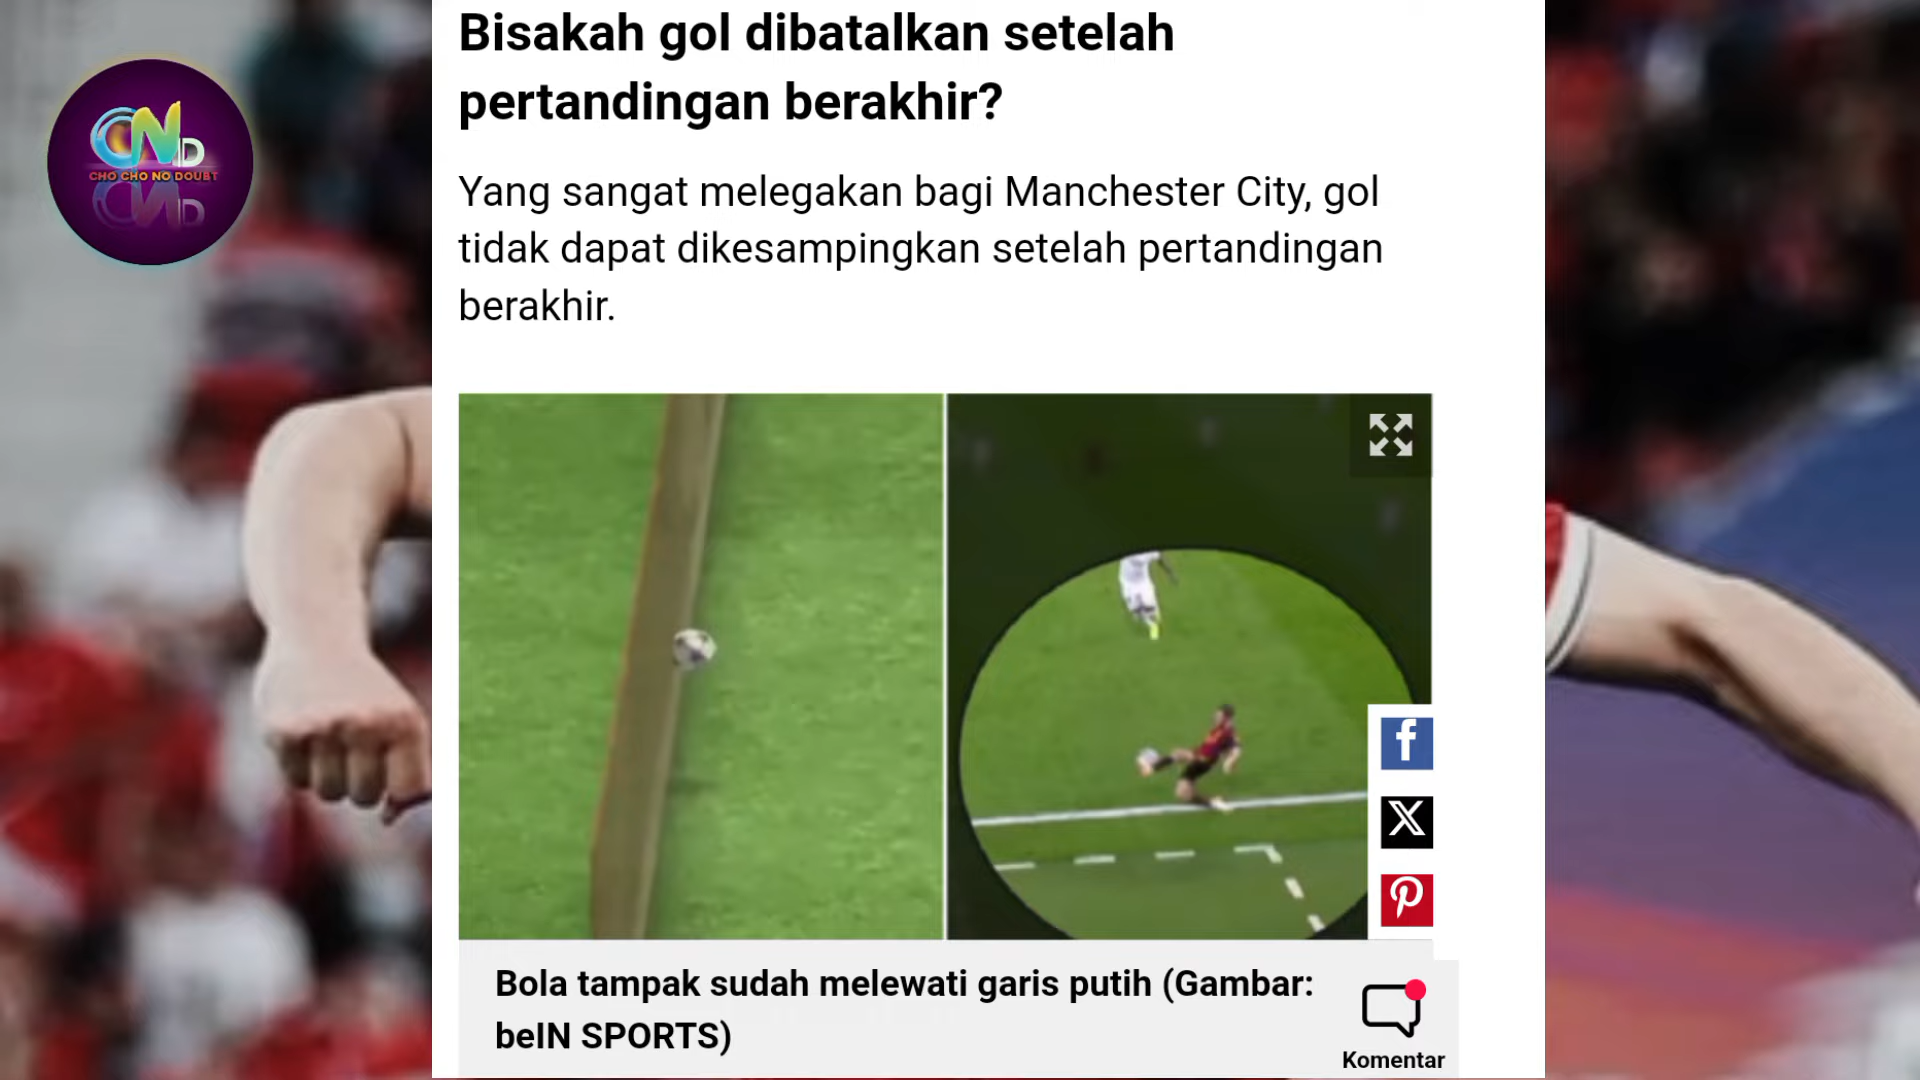 Bisakah gol dibatalkan setelah
pertandingan berakhir?
CND
CHO CHO NO DOUBT
Yang sangat melegakan bagi Manchester City, gol
tidak dapat dikesampingkan setelah pertandingan
berakhir.
Bola tampak sudah melewati garis putih (Gambar:
beIN SPORTS)
Komentar